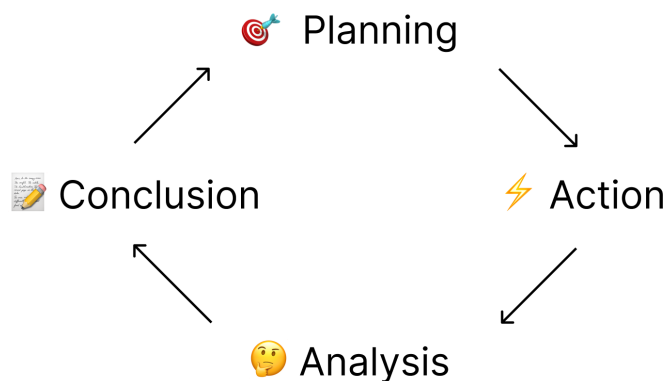 🎯 Planning
📝 Conclusion
⚡ Action
🤔 Analysis